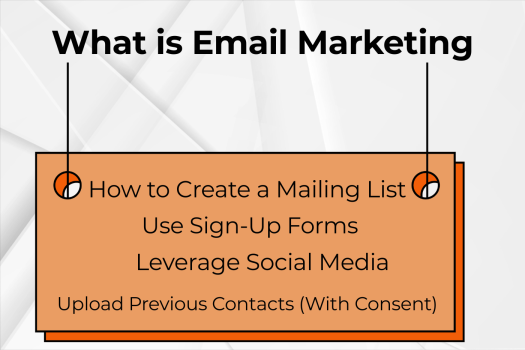 What is Email Marketing
How to Create a Mailing List
Use Sign-Up Forms
Leverage Social Media
Upload Previous Contacts (With Consent)